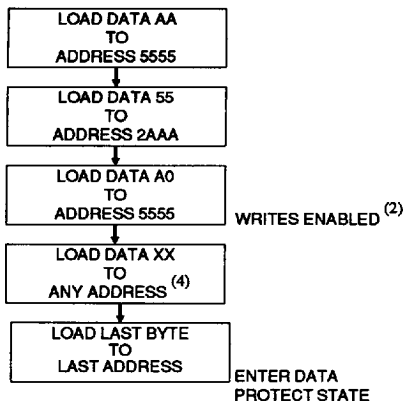 LOAD DATA AA
TO
ADDRESS 5555
LOAD DATA 55
TO
ADDRESS 2AAA
LOAD DATA A0
TO
ADDRESS 5555
WRITES ENABLED (2)
LOAD DATA XX
TO
ANY ADDRESS (4)
LOAD LAST BYTE
TO
LAST ADDRESS
ENTER DATA
PROTECT STATE